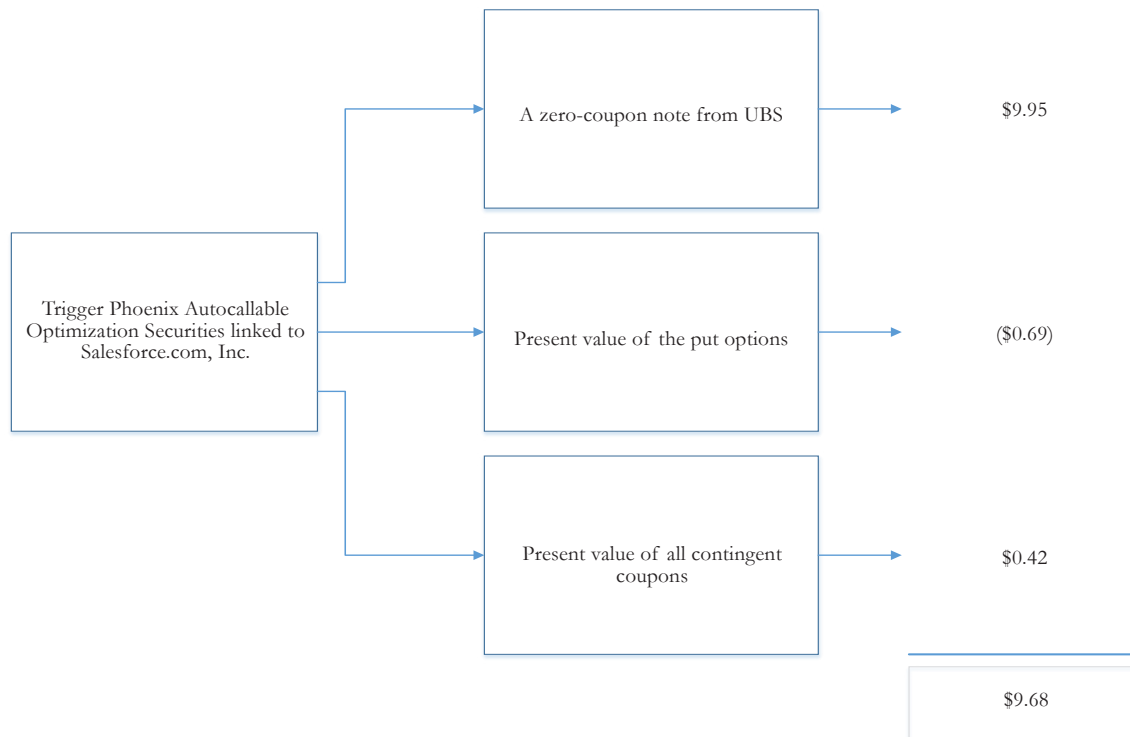 A zero-coupon note from UBS
$9.95
Trigger Phoenix Autocallable
Optimization Securities linked to
Salesforce.com, Inc.
Present value of the put options
($0.69)
Present value of all contingent
coupons
$0.42
$9.68